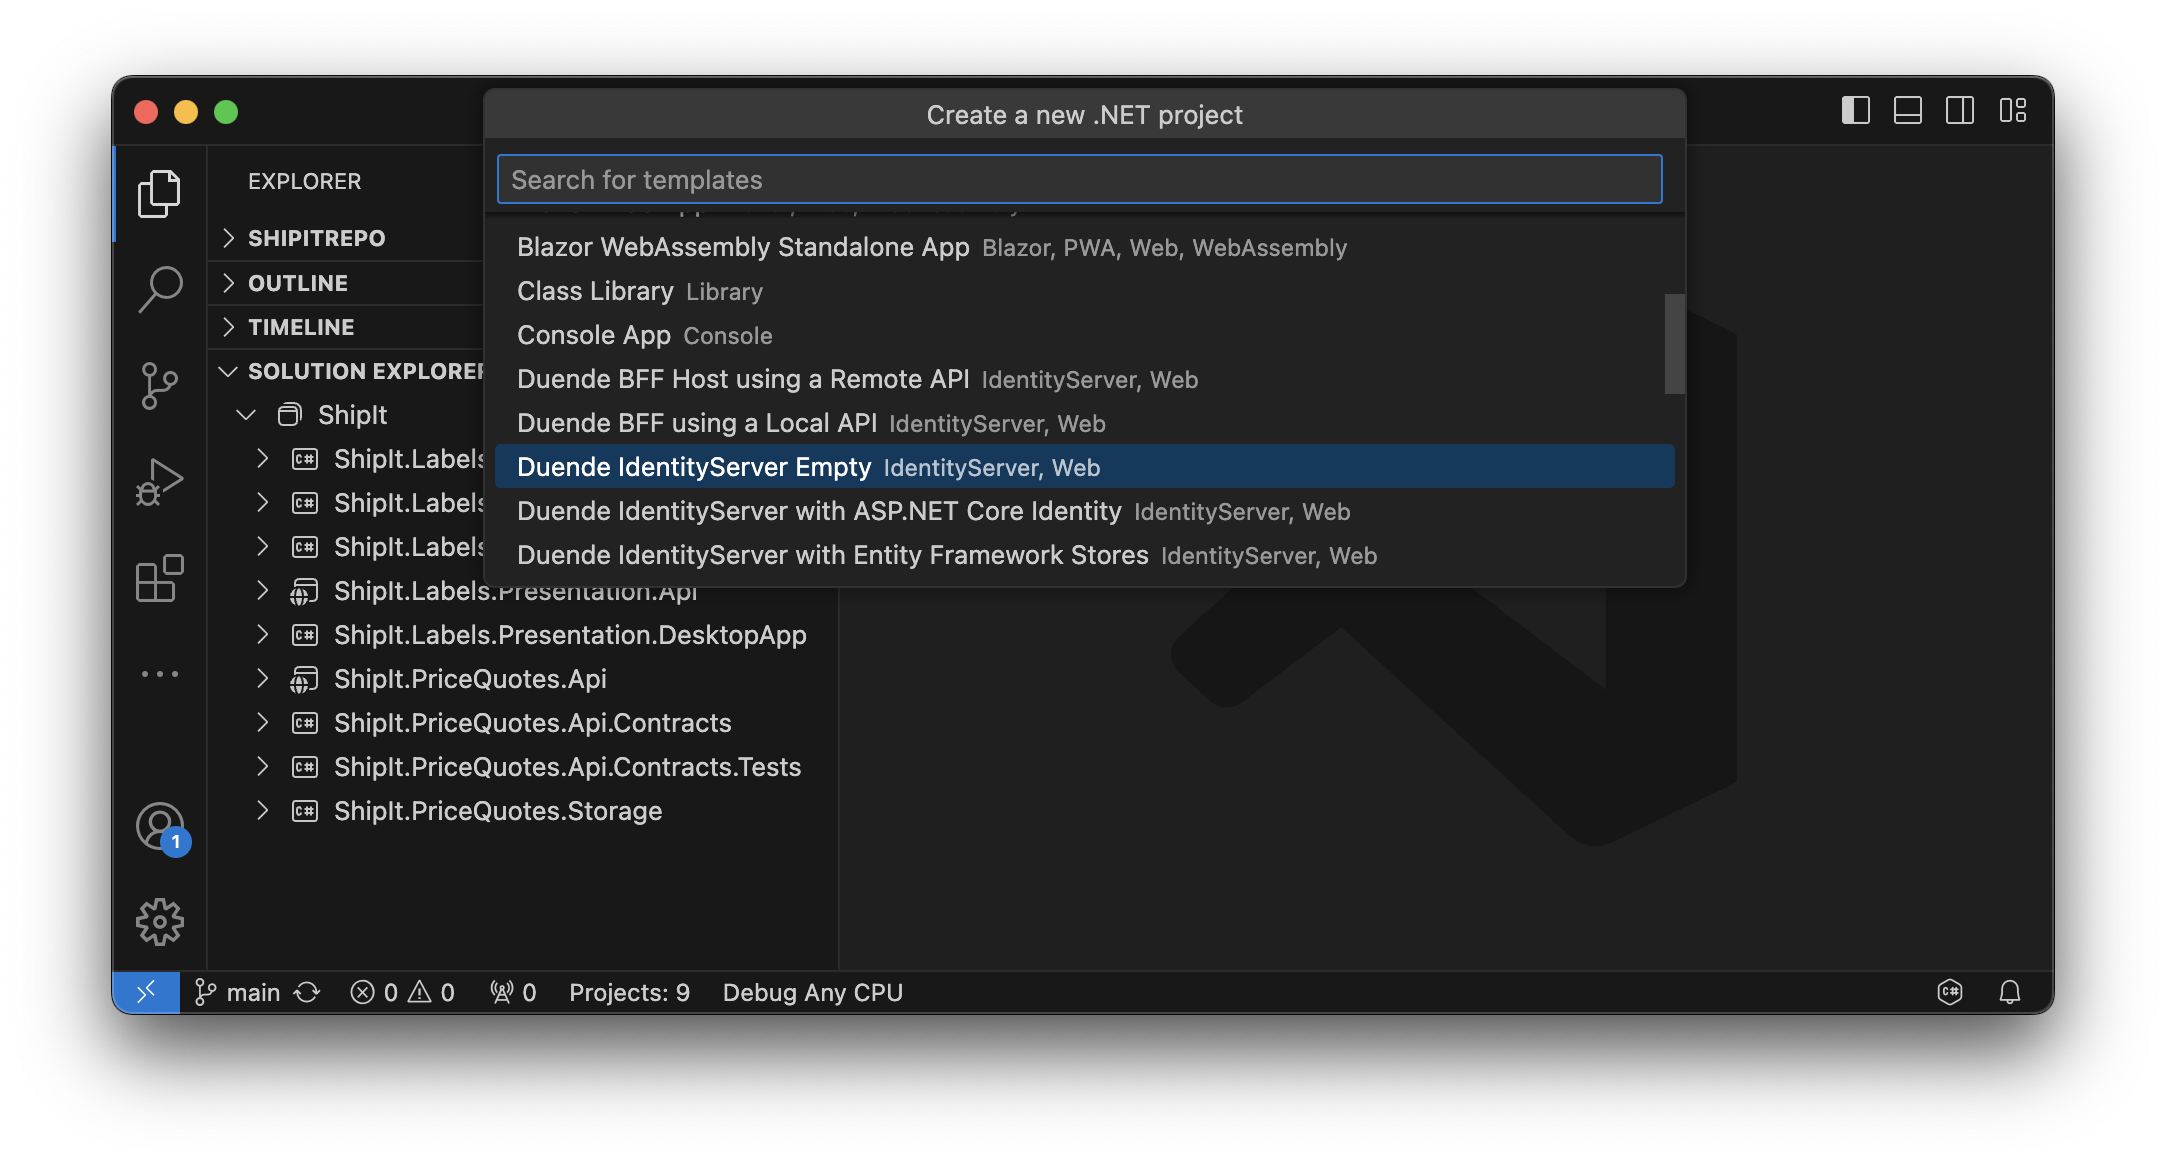 Create a new .NET project
Search for templates
Blazor WebAssembly Standalone App Blazor, PWA, Web, WebAssembly
Class Library Library
Console App Console
Duende BFF Host using a Remote API IdentityServer, Web
Duende BFF using a Local API IdentityServer, Web
Duende IdentityServer Empty IdentityServer, Web
Duende IdentityServer with ASP.NET Core Identity IdentityServer, Web
Duende IdentityServer with Entity Framework Stores IdentityServer, Web
EXPLORER
SHIPITREPO
OUTLINE
TIMELINE
SOLUTION EXPLORER
ShipIt
C# ShipIt.Labels
C# ShipIt.Labels
C# ShipIt.Labels
ShipIt.Labels.Presentation.Api
C# ShipIt.Labels.Presentation.DesktopApp
ShipIt.PriceQuotes.Api
C# ShipIt.PriceQuotes.Api.Contracts
C# ShipIt.PriceQuotes.Api.Contracts.Tests
C# ShipIt.PriceQuotes.Storage
1
main 0 0 0 Projects: 9 Debug Any CPU C#